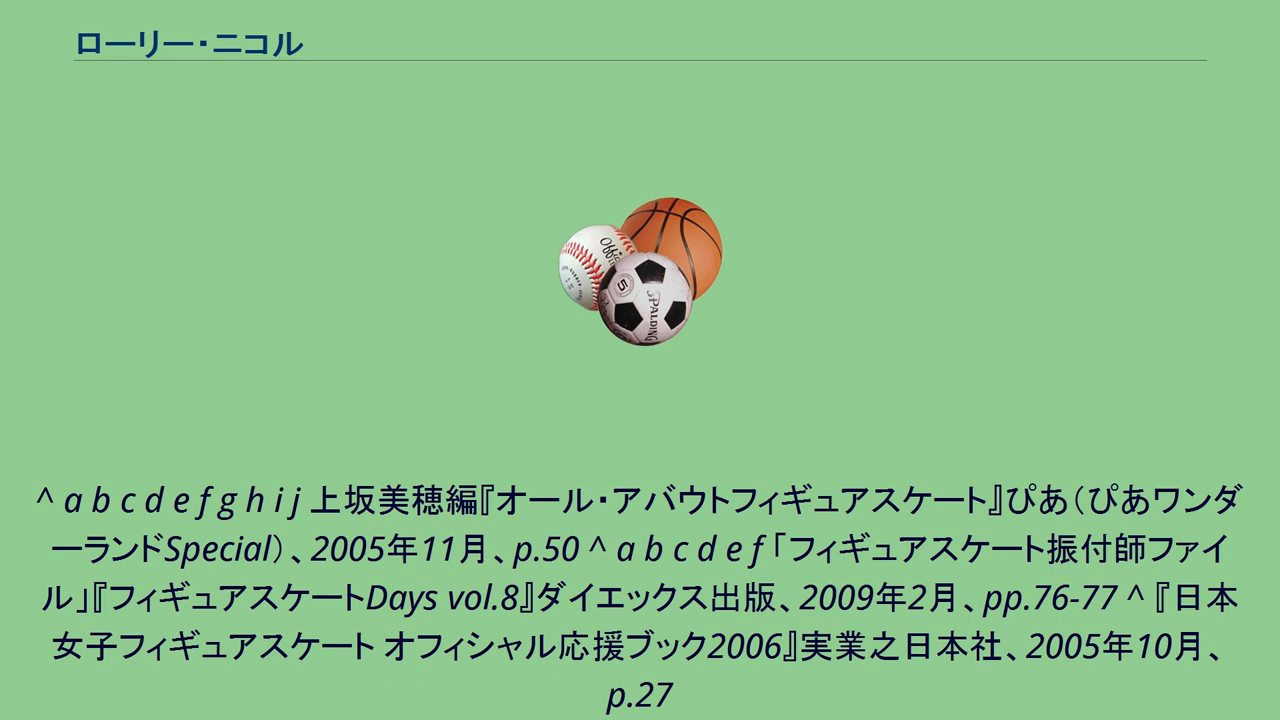 ローリー・ニコル
Offi
5
SPALDING
^ a b c d e f g h i j 上坂美穂編『オール・アバウトフィギュアスケート』ぴあ（ぴあワンダ
ーランドSpecial）、2005年11月、p.50 ^ a b c d e f 「フィギュアスケート振付師ファイ
ル」『フィギュアスケートDays vol.8』ダイエックス出版、2009年2月、pp.76-77 ^ 『日本
女子フィギュアスケート オフィシャル応援ブック2006』実業之日本社、2005年10月、
p.27